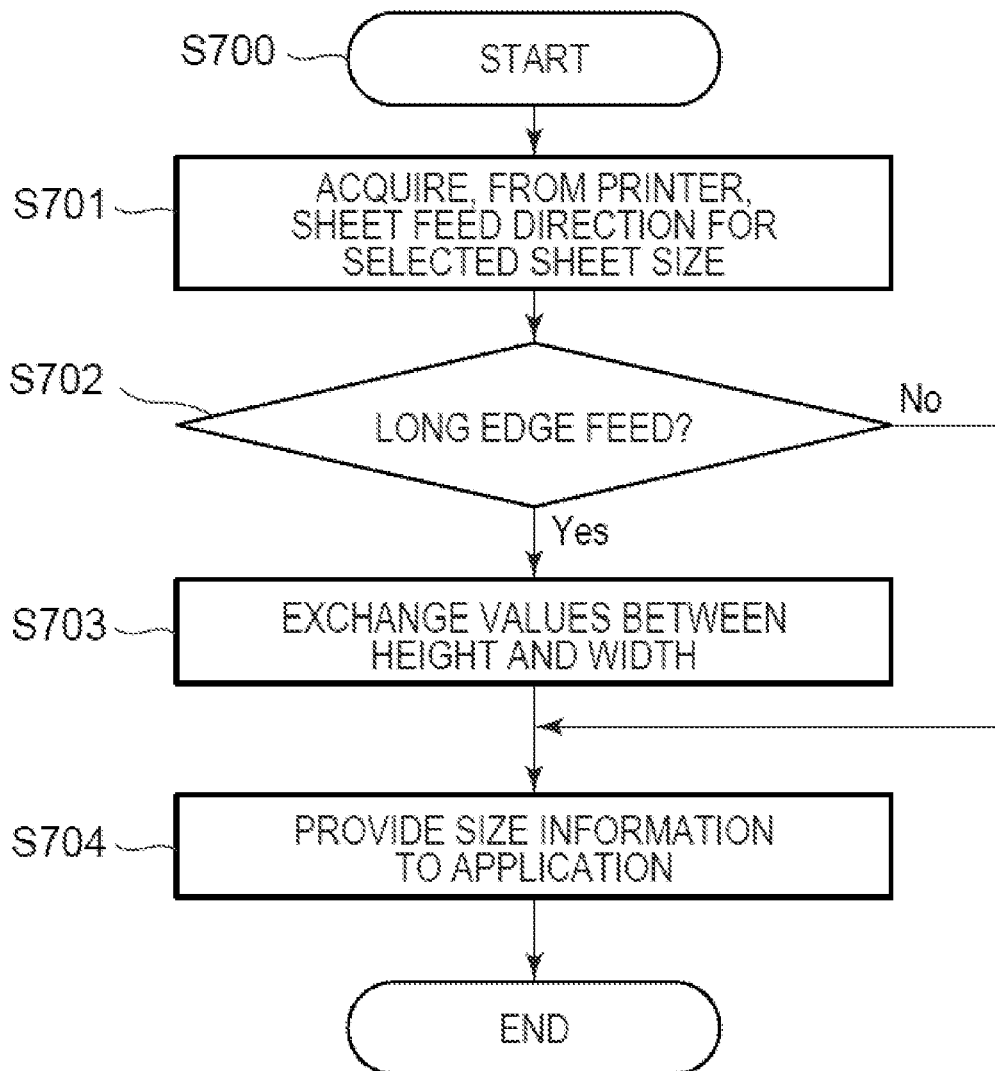 S700
START
S701
ACQUIRE, FROM PRINTER,
SHEET FEED DIRECTION FOR
SELECTED SHEET SIZE
S702
LONG EDGE FEED?
No
Yes
S703
EXCHANGE VALUES BETWEEN
HEIGHT AND WIDTH
S704
PROVIDE SIZE INFORMATION
TO APPLICATION
END